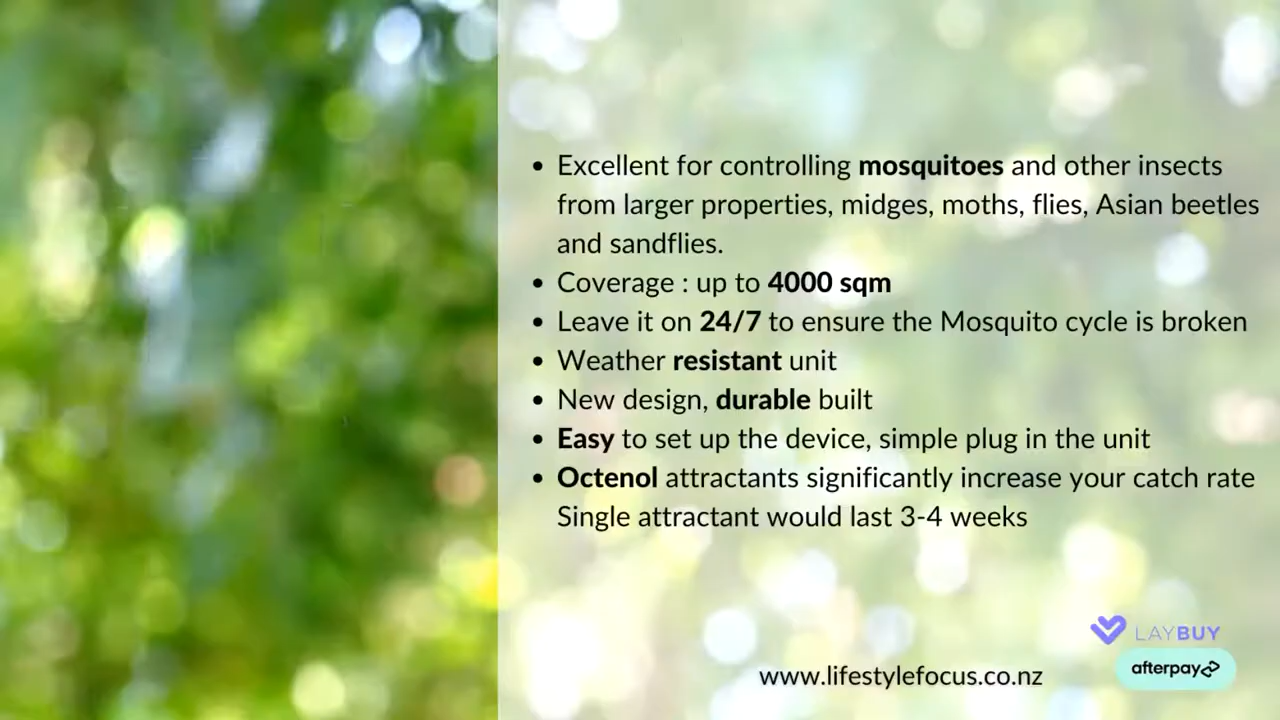 Excellent for controlling mosquitoes and other insects
from larger properties, midges, moths, flies, Asian beetles
and sandflies.
Coverage : up to 4000 sqm
Leave it on 24/7 to ensure the Mosquito cycle is broken
Weather resistant unit
New design, durable built
Easy to set up the device, simple plug in the unit
Octenol attractants significantly increase your catch rate
Single attractant would last 3-4 weeks
LAYBUY
afterpay
www.lifestylefocus.co.nz